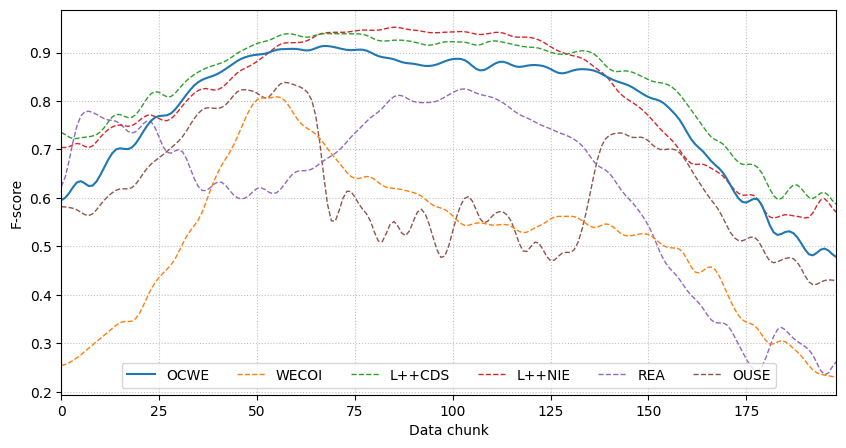 F-score
0.9
0.8
0.7
0.6
0.5
0.4
0.3
0.2
OCWE WECOI L++CDS L++NIE REA OUSE
0 25 50 75 100 125 150 175
Data chunk